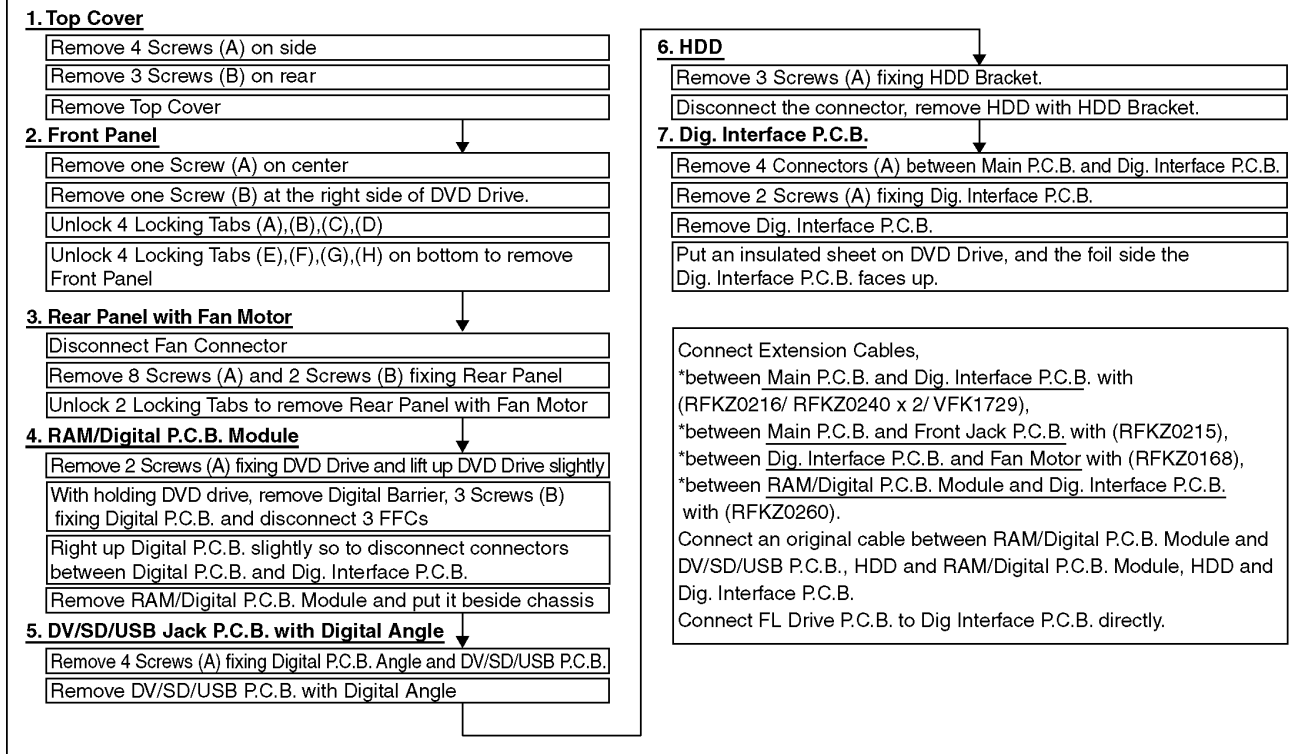 1. Top Cover
Remove 4 Screws (A) on side
Remove 3 Screws (B) on rear
Remove Top Cover
2. Front Panel
Remove one Screw (A) on center
Remove one Screw (B) at the right side of DVD Drive.
Unlock 4 Locking Tabs (A),(B),(C),(D)
Unlock 4 Locking Tabs (E),(F),(G),(H) on bottom to remove
Front Panel
3. Rear Panel with Fan Motor
Disconnect Fan Connector
Remove 8 Screws (A) and 2 Screws (B) fixing Rear Panel
Unlock 2 Locking Tabs to remove Rear Panel with Fan Motor
4. RAM/Digital P.C.B. Module
Remove 2 Screws (A) fixing DVD Drive and lift up DVD Drive slightly
With holding DVD drive, remove Digital Barrier, 3 Screws (B)
fixing Digital P.C.B. and disconnect 3 FFCs
Right up Digital P.C.B. slightly so to disconnect connectors
between Digital P.C.B. and Dig. Interface P.C.B.
Remove RAM/Digital P.C.B. Module and put it beside chassis
5. DV/SD/USB Jack P.C.B. with Digital Angle
Remove 4 Screws (A) fixing Digital P.C.B. Angle and DV/SD/USB P.C.B.
Remove DV/SD/USB P.C.B. with Digital Angle
6. HDD
Remove 3 Screws (A) fixing HDD Bracket.
Disconnect the connector, remove HDD with HDD Bracket.
7. Dig. Interface P.C.B.
Remove 4 Connectors (A) between Main P.C.B. and Dig. Interface P.C.B.
Remove 2 Screws (A) fixing Dig. Interface P.C.B.
Remove Dig. Interface P.C.B.
Put an insulated sheet on DVD Drive, and the foil side the
Dig. Interface P.C.B. faces up.
Connect Extension Cables,
*between Main P.C.B. and Dig. Interface P.C.B. with
(RFKZ0216/ RFKZ0240 x 2/ VFK1729),
*between Main P.C.B. and Front Jack P.C.B. with (RFKZ0215),
*between Dig. Interface P.C.B. and Fan Motor with (RFKZ0168),
*between RAM/Digital P.C.B. Module and Dig. Interface P.C.B.
with (RFKZ0260).
Connect an original cable between RAM/Digital P.C.B. Module and
DV/SD/USB P.C.B., HDD and RAM/Digital P.C.B. Module, HDD and
Dig. Interface P.C.B.
Connect FL Drive P.C.B. to Dig Interface P.C.B. directly.